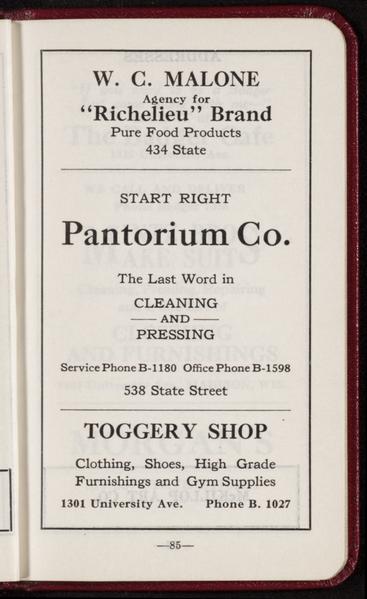 W. C. MALONE
Agency for
"Richelieu" Brand
Pure Food Products
434 State
START RIGHT
Pantorium Co.
The Last Word in
CLEANING
AND
PRESSING
Service Phone B-1180 Office Phone B-1598
538 State Street
TOGGERY SHOP
Clothing, Shoes, High Grade
Furnishings and Gym Supplies
1301 University Ave. Phone B. 1027
—85—